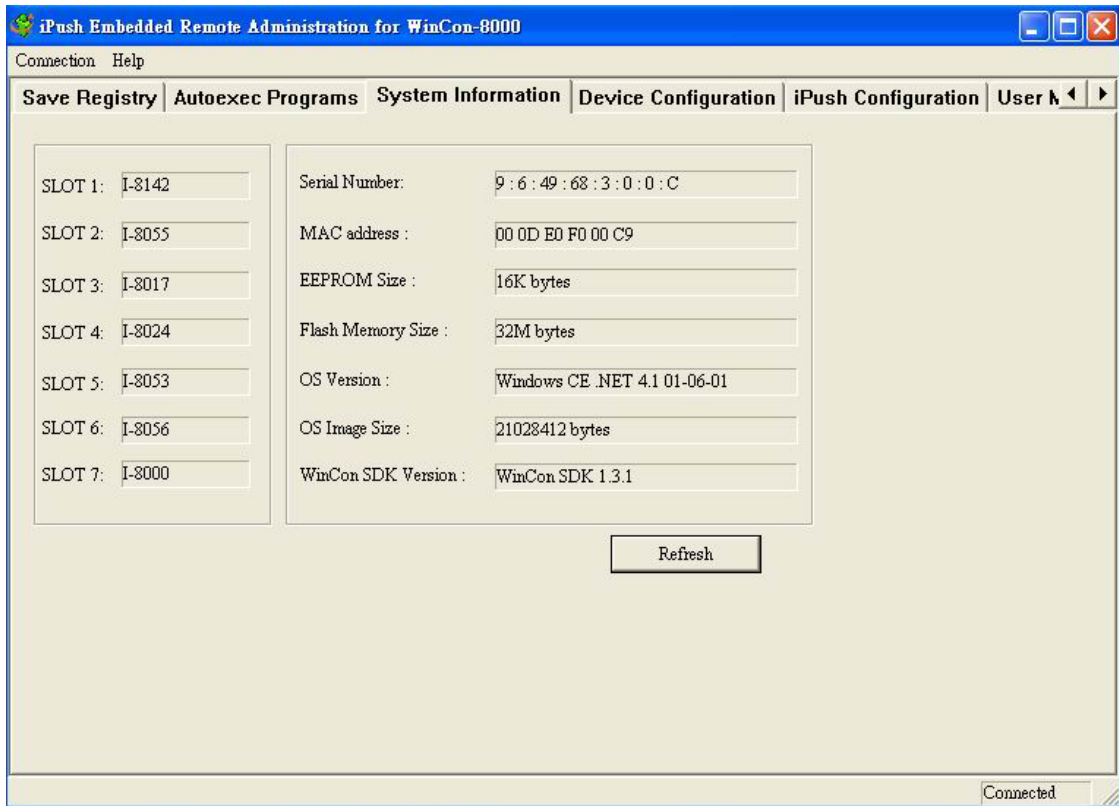 iPush Embedded Remote Administration for WinCon-8000
Connection Help
Save Registry Autoexec Programs System Information Device Configuration iPush Configuration User
SLOT 1: I-8142
SLOT 2: I-8055
SLOT 3: I-8017
SLOT 4: I-8024
SLOT 5: I-8053
SLOT 6: I-8056
SLOT 7: I-8000
Serial Number: 9 : 6 : 49 : 68 : 3 : 0 : 0 : C
MAC address : 00 0D E0 F0 00 C9
EEPROM Size : 16K bytes
Flash Memory Size : 32M bytes
OS Version : Windows CE .NET 4.1 01-06-01
OS Image Size : 21028412 bytes
WinCon SDK Version : WinCon SDK 1.3.1
Refresh
Connected